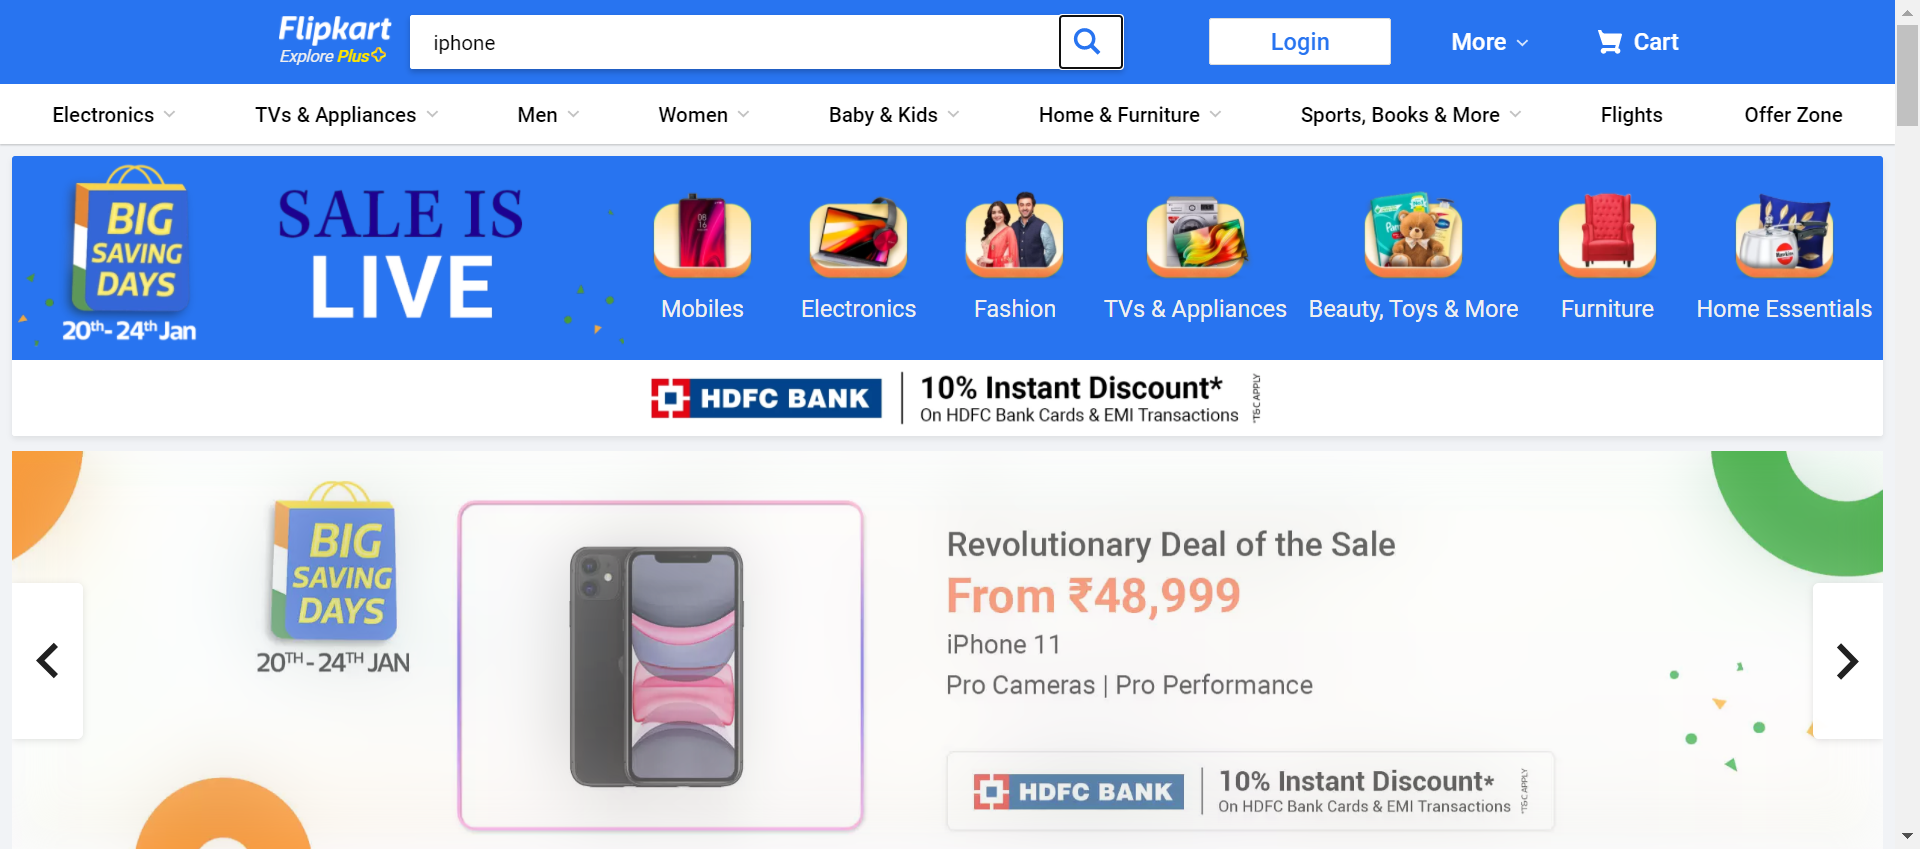 Flipkart
Explore Plus
iphone
Login
More
Cart
Electronics
TVs & Appliances
Men
Women
Baby & Kids
Home & Furniture
Sports, Books & More
Flights
Offer Zone
BIG
SAVING
DAYS
20th - 24th Jan
SALE IS
LIVE
08
16
Mobiles
Electronics
Fashion
TVs & Appliances
Beauty, Toys & More
Furniture
Home Essentials
HDFC BANK
10% Instant Discount*
On HDFC Bank Cards & EMI Transactions
*T&C APPLY
BIG
SAVING
DAYS
20TH - 24TH JAN
Revolutionary Deal of the Sale
From ₹48,999
iPhone 11
Pro Cameras | Pro Performance
HDFC BANK
10% Instant Discount*
On HDFC Bank Cards & EMI Transactions
*T&C APPLY